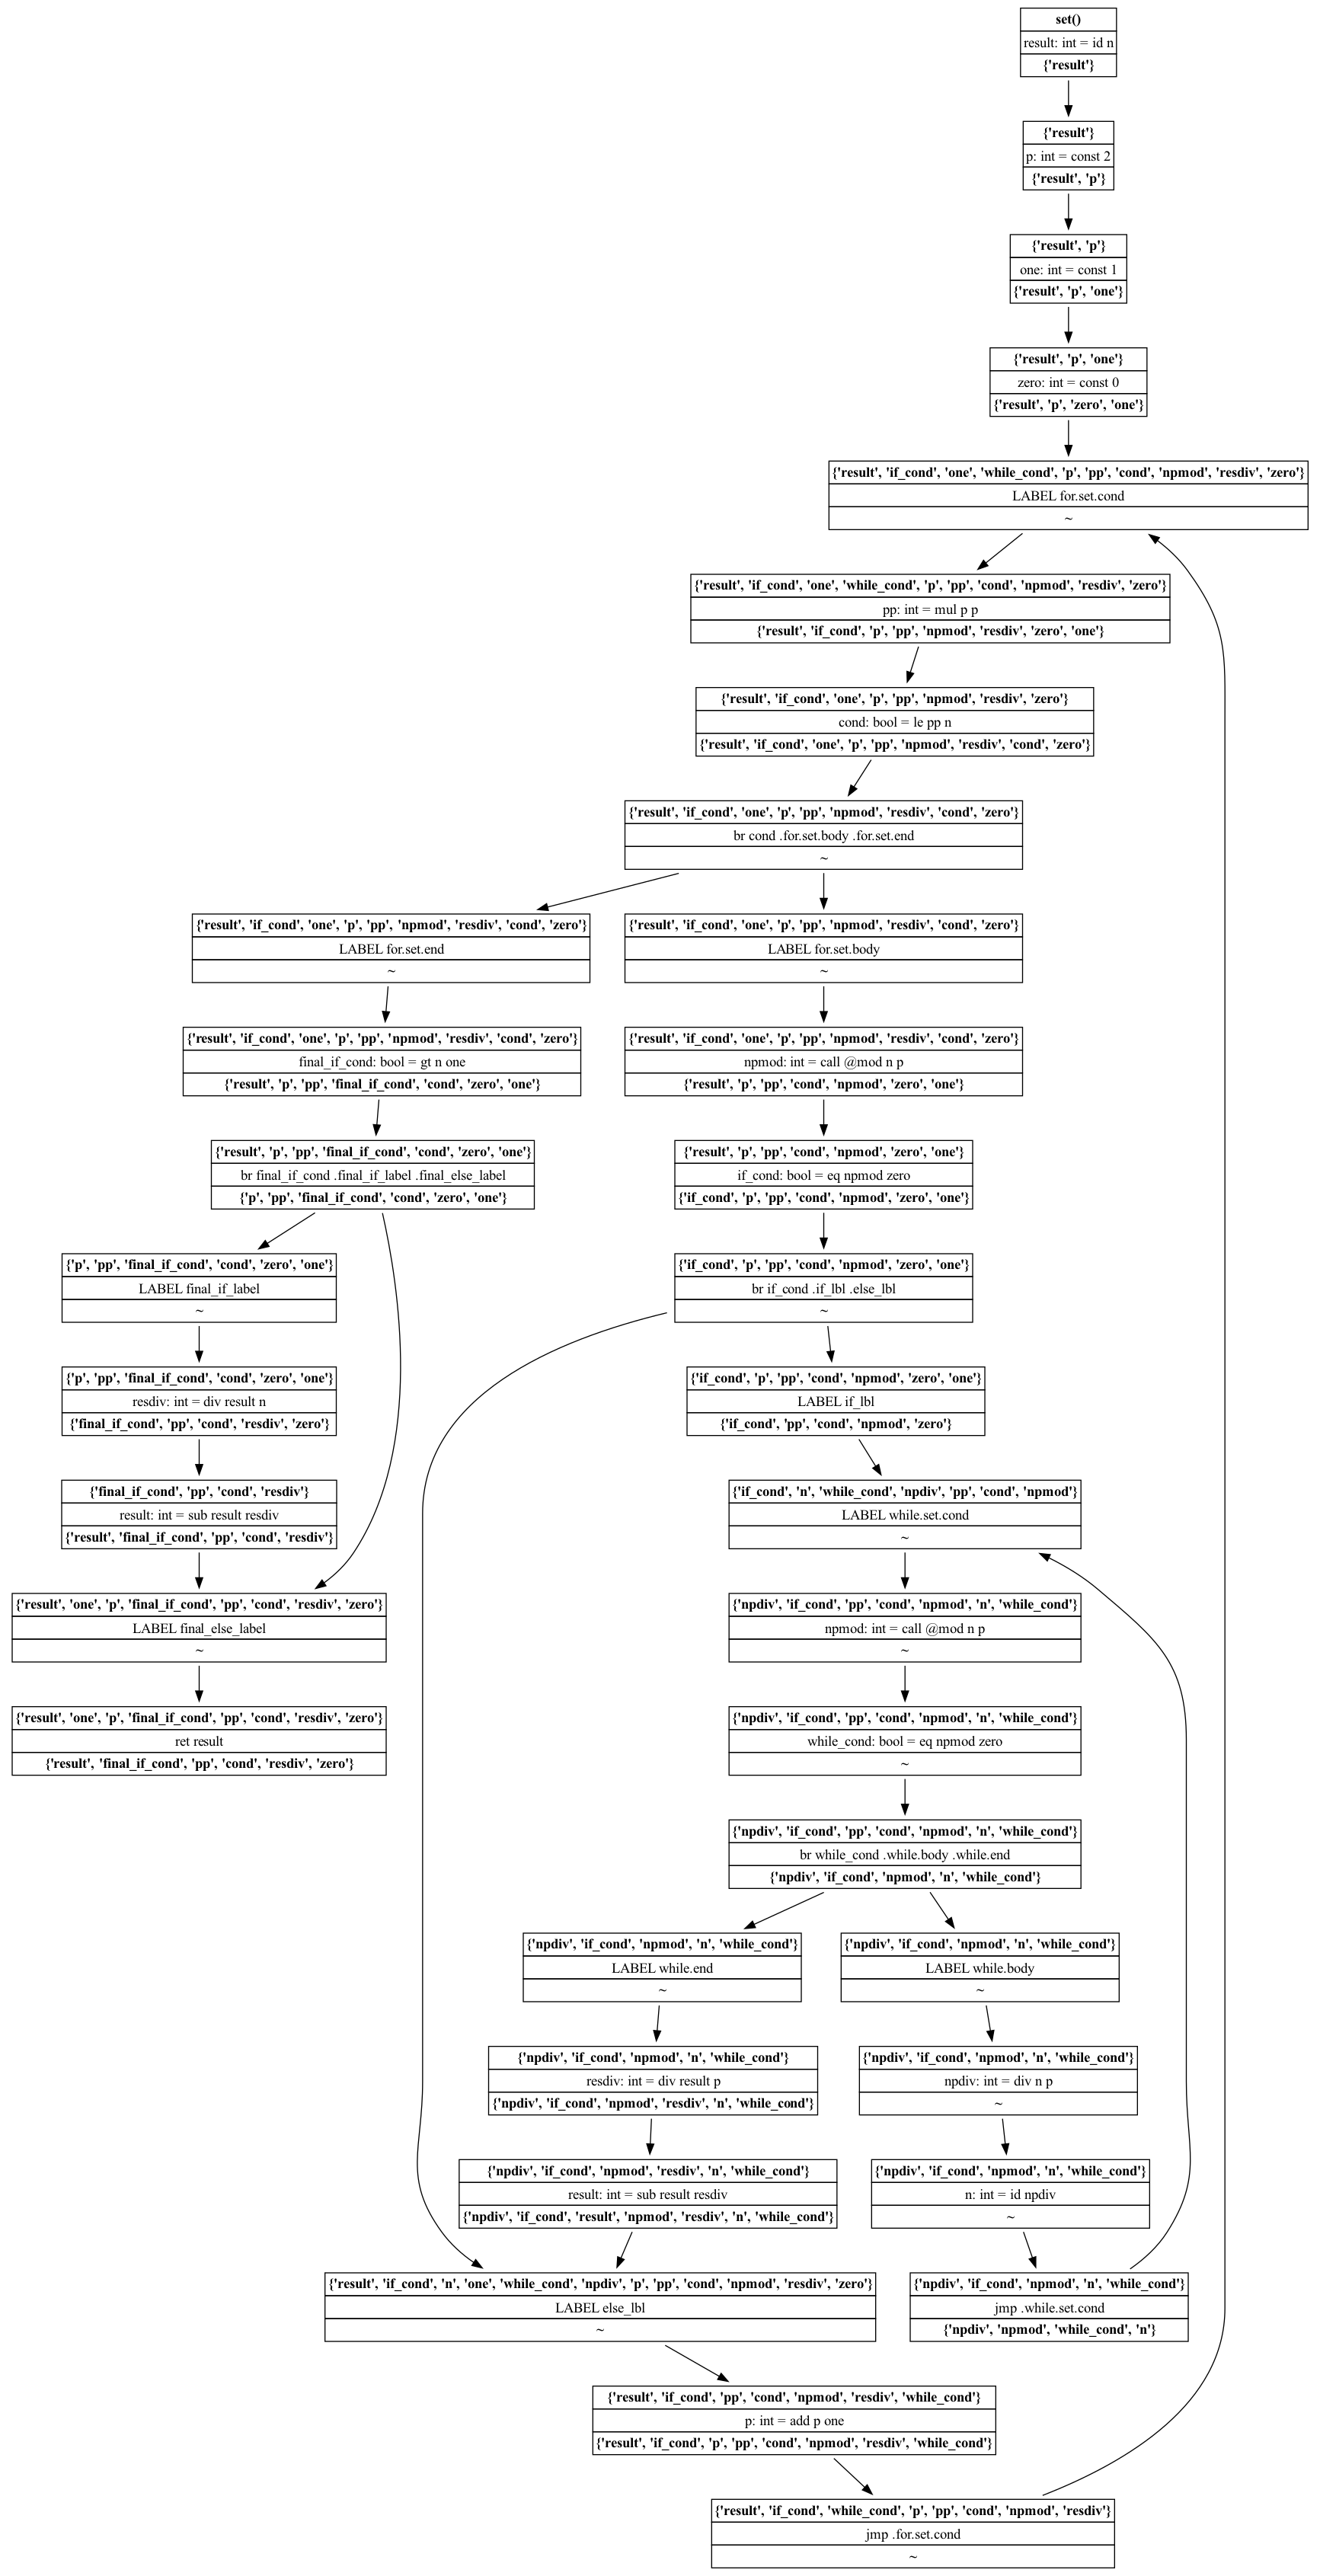 set()
result: int = id n
{'result'}
{'result'}
p: int = const 2
{'result', 'p'}
{'result', 'p'}
one: int = const 1
{'result', 'p', 'one'}
{'result', 'p', 'one'}
zero: int = const 0
{'result', 'p', 'zero', 'one'}
{'result', 'if_cond', 'one', 'while_cond', 'p', 'pp', 'cond', 'npmod', 'resdiv', 'zero'}
LABEL for.set.cond
~
{'result', 'if_cond', 'one', 'while_cond', 'p', 'pp', 'cond', 'npmod', 'resdiv', 'zero'}
pp: int = mul p p
{'result', 'if_cond', 'p', 'pp', 'npmod', 'resdiv', 'zero', 'one'}
{'result', 'if_cond', 'one', 'p', 'pp', 'npmod', 'resdiv', 'zero'}
cond: bool = le pp n
{'result', 'if_cond', 'one', 'p', 'pp', 'npmod', 'resdiv', 'cond', 'zero'}
{'result', 'if_cond', 'one', 'p', 'pp', 'npmod', 'resdiv', 'cond', 'zero'}
br cond .for.set.body .for.set.end
~
{'result', 'if_cond', 'one', 'p', 'pp', 'npmod', 'resdiv', 'cond', 'zero'}
LABEL for.set.end
~
{'result', 'if_cond', 'one', 'p', 'pp', 'npmod', 'resdiv', 'cond', 'zero'}
LABEL for.set.body
~
{'result', 'if_cond', 'one', 'p', 'pp', 'npmod', 'resdiv', 'cond', 'zero'}
final_if_cond: bool = gt n one
{'result', 'p', 'pp', 'final_if_cond', 'cond', 'zero', 'one'}
{'result', 'if_cond', 'one', 'p', 'pp', 'npmod', 'resdiv', 'cond', 'zero'}
npmod: int = call @mod n p
{'result', 'p', 'pp', 'cond', 'npmod', 'zero', 'one'}
{'result', 'p', 'pp', 'final_if_cond', 'cond', 'zero', 'one'}
br final_if_cond .final_if_label .final_else_label
{'p', 'pp', 'final_if_cond', 'cond', 'zero', 'one'}
{'result', 'p', 'pp', 'cond', 'npmod', 'zero', 'one'}
if_cond: bool = eq npmod zero
{'if_cond', 'p', 'pp', 'cond', 'npmod', 'zero', 'one'}
{'p', 'pp', 'final_if_cond', 'cond', 'zero', 'one'}
LABEL final_if_label
~
{'if_cond', 'p', 'pp', 'cond', 'npmod', 'zero', 'one'}
br if_cond .if_lbl .else_lbl
~
{'p', 'pp', 'final_if_cond', 'cond', 'zero', 'one'}
resdiv: int = div result n
{'final_if_cond', 'pp', 'cond', 'resdiv', 'zero'}
{'if_cond', 'p', 'pp', 'cond', 'npmod', 'zero', 'one'}
LABEL if_lbl
{'if_cond', 'pp', 'cond', 'npmod', 'zero'}
{'final_if_cond', 'pp', 'cond', 'resdiv'}
result: int = sub result resdiv
{'result', 'final_if_cond', 'pp', 'cond', 'resdiv'}
{'if_cond', 'n', 'while_cond', 'npdiv', 'pp', 'cond', 'npmod'}
LABEL while.set.cond
~
{'result', 'one', 'p', 'final_if_cond', 'pp', 'cond', 'resdiv', 'zero'}
LABEL final_else_label
~
{'npdiv', 'if_cond', 'pp', 'cond', 'npmod', 'n', 'while_cond'}
npmod: int = call @mod n p
~
{'result', 'one', 'p', 'final_if_cond', 'pp', 'cond', 'resdiv', 'zero'}
ret result
{'result', 'final_if_cond', 'pp', 'cond', 'resdiv', 'zero'}
{'npdiv', 'if_cond', 'pp', 'cond', 'npmod', 'n', 'while_cond'}
while_cond: bool = eq npmod zero
~
{'npdiv', 'if_cond', 'pp', 'cond', 'npmod', 'n', 'while_cond'}
br while_cond .while.body .while.end
{'npdiv', 'if_cond', 'npmod', 'n', 'while_cond'}
{'npdiv', 'if_cond', 'npmod', 'n', 'while_cond'}
LABEL while.end
~
{'npdiv', 'if_cond', 'npmod', 'n', 'while_cond'}
LABEL while.body
~
{'npdiv', 'if_cond', 'npmod', 'n', 'while_cond'}
resdiv: int = div result p
{'npdiv', 'if_cond', 'npmod', 'resdiv', 'n', 'while_cond'}
{'npdiv', 'if_cond', 'npmod', 'n', 'while_cond'}
npdiv: int = div n p
~
{'npdiv', 'if_cond', 'npmod', 'resdiv', 'n', 'while_cond'}
result: int = sub result resdiv
{'npdiv', 'if_cond', 'result', 'npmod', 'resdiv', 'n', 'while_cond'}
{'npdiv', 'if_cond', 'npmod', 'n', 'while_cond'}
n: int = id npdiv
~
{'result', 'if_cond', 'n', 'one', 'while_cond', 'npdiv', 'p', 'pp', 'cond', 'npmod', 'resdiv', 'zero'}
LABEL else_lbl
~
{'npdiv', 'if_cond', 'npmod', 'n', 'while_cond'}
jmp .while.set.cond
{'npdiv', 'npmod', 'while_cond', 'n'}
{'result', 'if_cond', 'pp', 'cond', 'npmod', 'resdiv', 'while_cond'}
p: int = add p one
{'result', 'if_cond', 'p', 'pp', 'cond', 'npmod', 'resdiv', 'while_cond'}
{'result', 'if_cond', 'while_cond', 'p', 'pp', 'cond', 'npmod', 'resdiv'}
jmp .for.set.cond
~